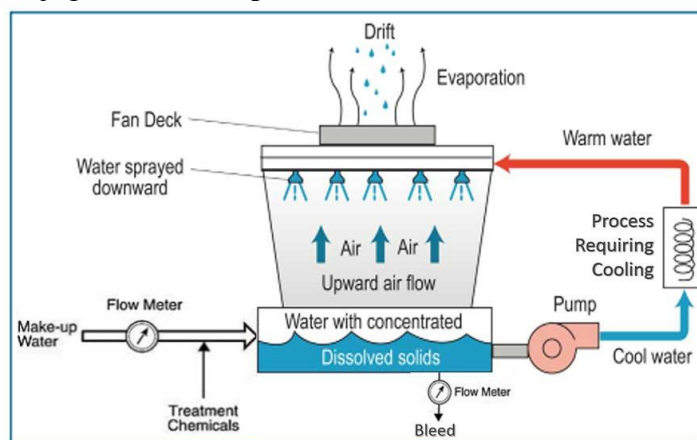 Drift
Evaporation
Fan Deck
Warm water
Water sprayed
downward
Process
Requiring
Cooling
Air
Air
Upward air flow
Flow Meter
Pump
Make-up
Water
Water with concentrated
Dissolved solids
Cool water
Flow Meter
Treatment
Chemicals
Bleed